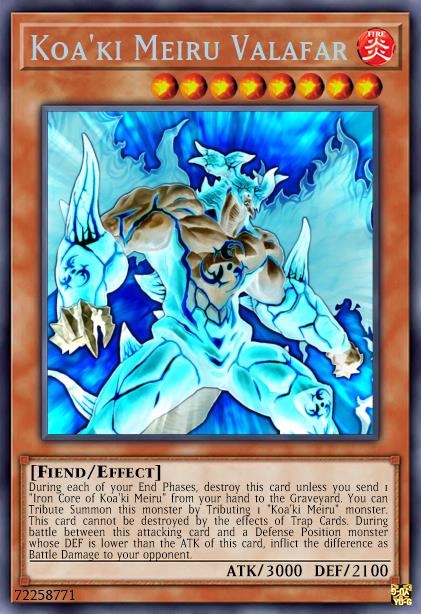 Koa'ki Meiru Valafar
FIRE
炎
[Fiend/Effect]
During each of your End Phases, destroy this card unless you send 1
"Iron Core of Koa'ki Meiru" from your hand to the Graveyard. You can
Tribute Summon this monster by Tributing 1 "Koa'ki Meiru" monster.
This card cannot be destroyed by the effects of Trap Cards. During
battle between this attacking card and a Defense Position monster
whose DEF is lower than the ATK of this card, inflict the difference as
Battle Damage to your opponent.
ATK/3000 DEF/2100
72258771